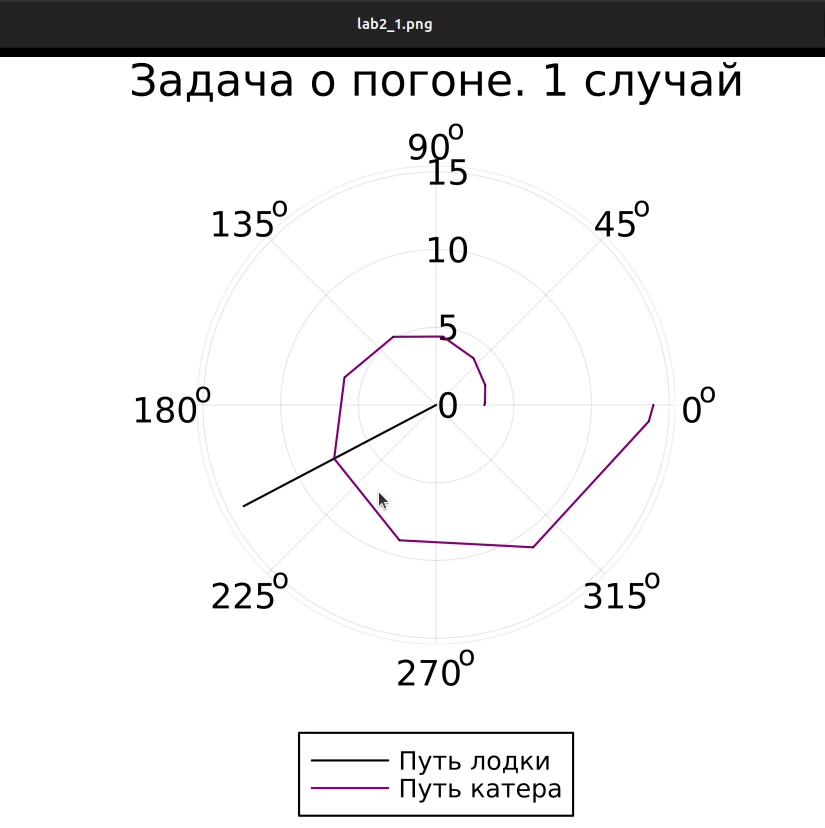 lab2_1.png
Задача о погоне. 1 случай
90º
15
135º
45º
10
5
180º
0
0º
225º
315º
270º
Путь лодки
Путь катера